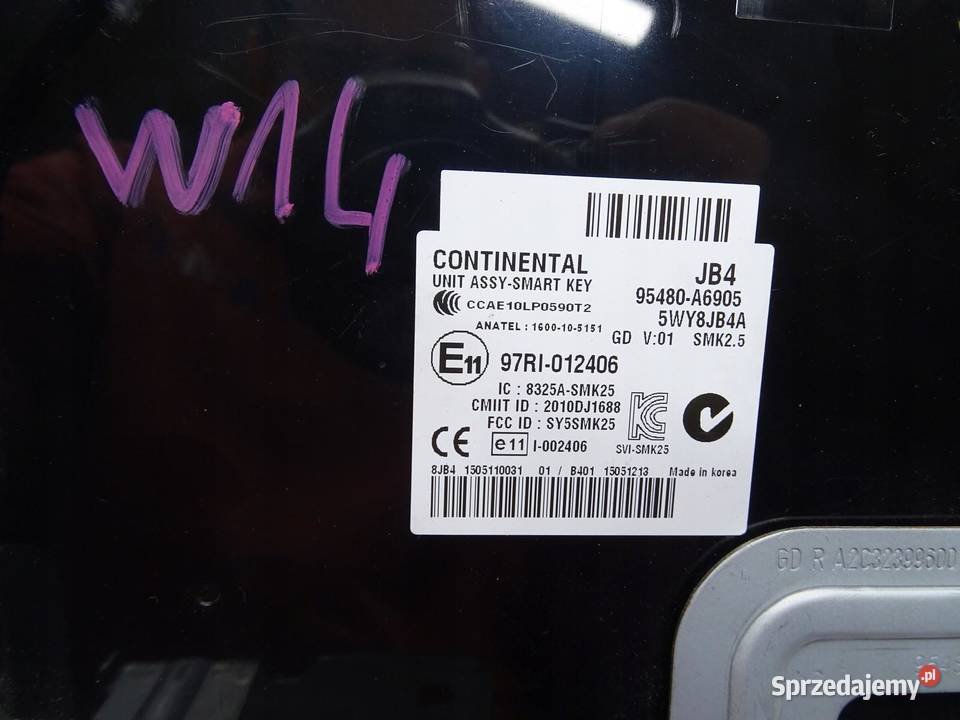 W14
CONTINENTAL
UNIT ASSY-SMART KEY
CCAE10LP0590T2
ANATEL : 1600-10-5151
JB4
95480-A6905
5WY8JB4A
GD V:01 SMK2.5
E11 97RI-012406
IC : 8325A-SMK25
CMIIT ID : 2010DJ1688
FCC ID : SY5SMK25
CE e11 I-002406
SVI-SMK25
8JB4 1505110031 01 / B401 15051213 Made in korea
GD R A2C32399600
Sprzedajemy.pl